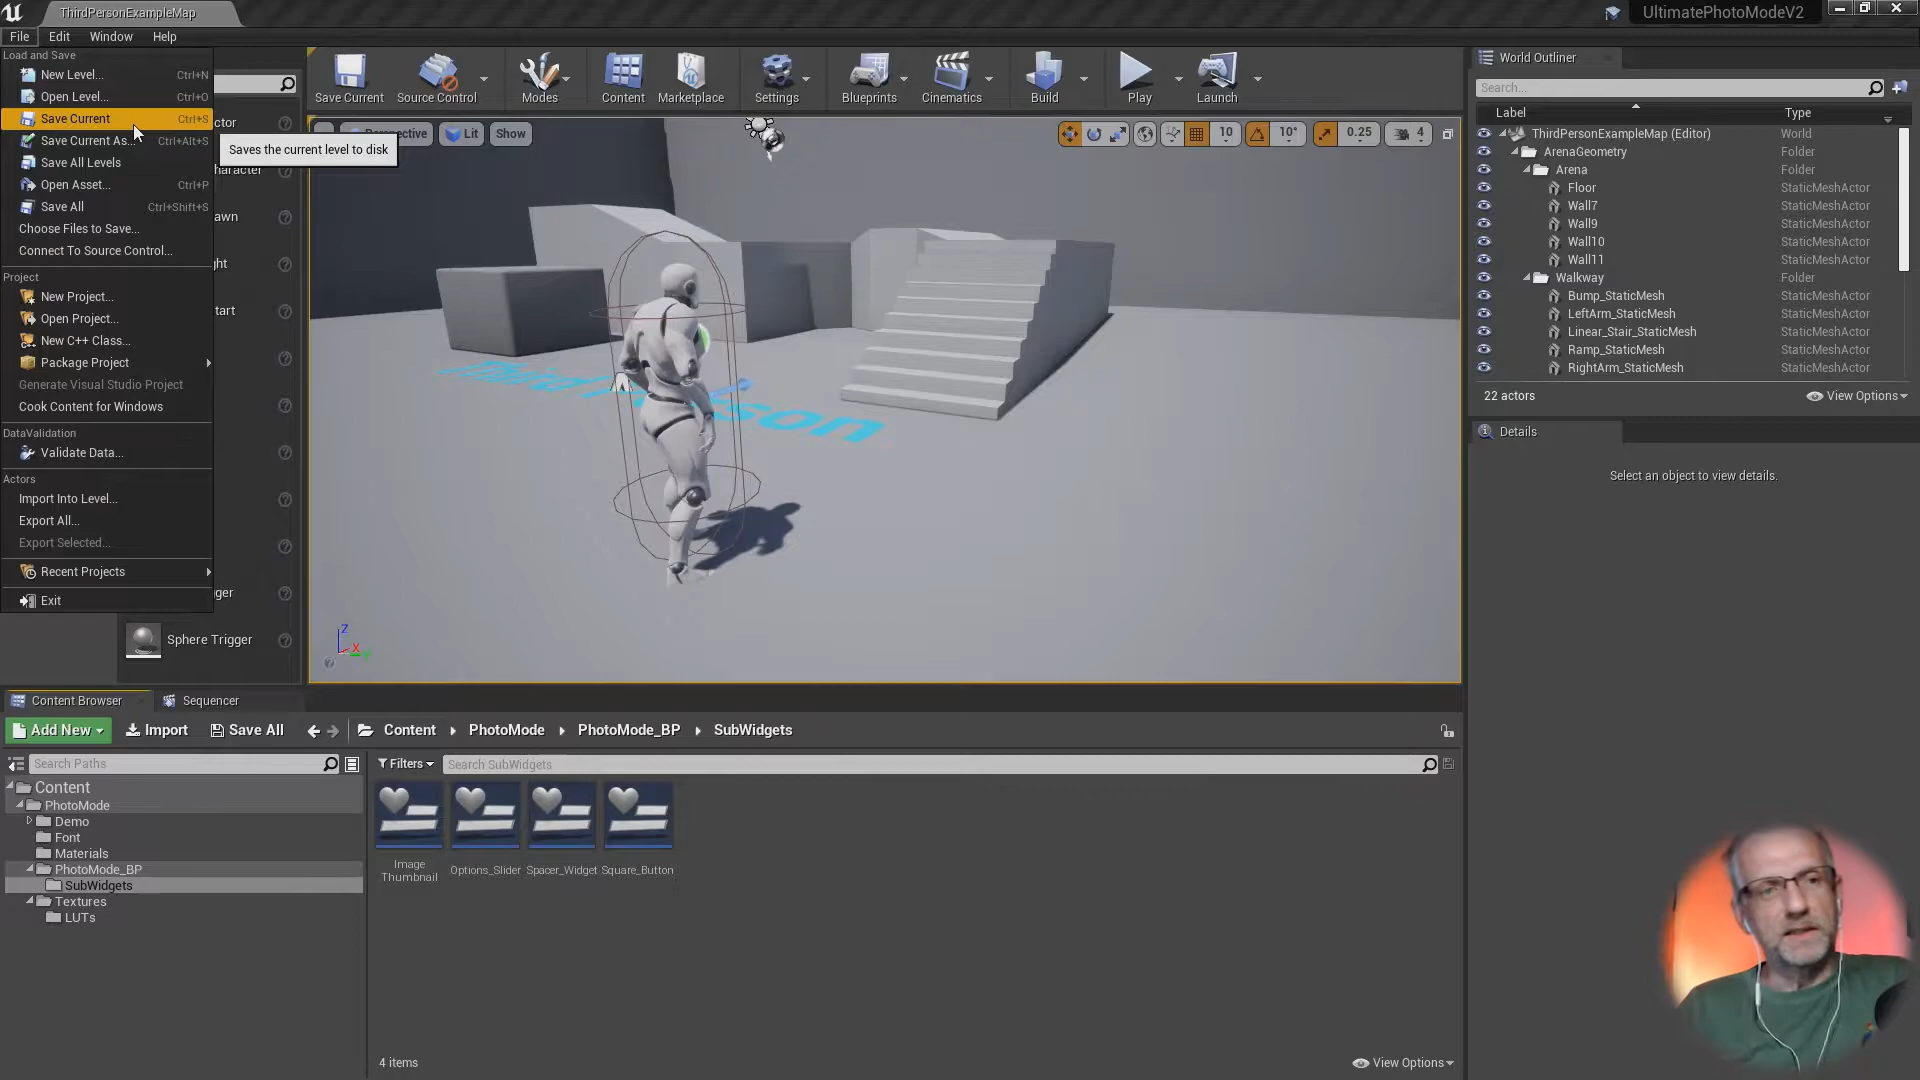 ThirdPersonExampleMap
UltimatePhotoModeV2
File Edit Window Help
Load and Save
New Level... Ctrl+N
Open Level... Ctrl+O
Save Current Ctrl+S
Save Current As... Ctrl+Alt+S
Save All Levels
Open Asset... Ctrl+P
Save All Ctrl+Shift+S
Choose Files to Save...
Connect To Source Control...
Project
New Project...
Open Project...
New C++ Class...
Package Project
Generate Visual Studio Project
Cook Content for Windows
DataValidation
Validate Data...
Actors
Import Into Level...
Export All...
Export Selected...
Recent Projects
Exit
Saves the current level to disk
Sphere Trigger
Save Current
Source Control
Modes
Content
Marketplace
Settings
Blueprints
Cinematics
Build
Play
Launch
Lit
Show
10
10°
0.25
4
Z
X
Y
World Outliner
Search...
Label Type
ThirdPersonExampleMap (Editor) World
ArenaGeometry Folder
Arena Folder
Floor StaticMeshActor
Wall7 StaticMeshActor
Wall9 StaticMeshActor
Wall10 StaticMeshActor
Wall11 StaticMeshActor
Walkway Folder
Bump_StaticMesh StaticMeshActor
LeftArm_StaticMesh StaticMeshActor
Linear_Stair_StaticMesh StaticMeshActor
Ramp_StaticMesh StaticMeshActor
RightArm_StaticMesh StaticMeshActor
22 actors
View Options
Details
Select an object to view details.
Content Browser
Sequencer
Add New
Import
Save All
Content PhotoMode PhotoMode_BP SubWidgets
Search Paths
Filters
Search SubWidgets
Content
PhotoMode
Demo
Font
Materials
PhotoMode_BP
SubWidgets
Textures
LUTs
Image Thumbnail
Options_Slider
Spacer_Widget
Square_Button
4 items
View Options